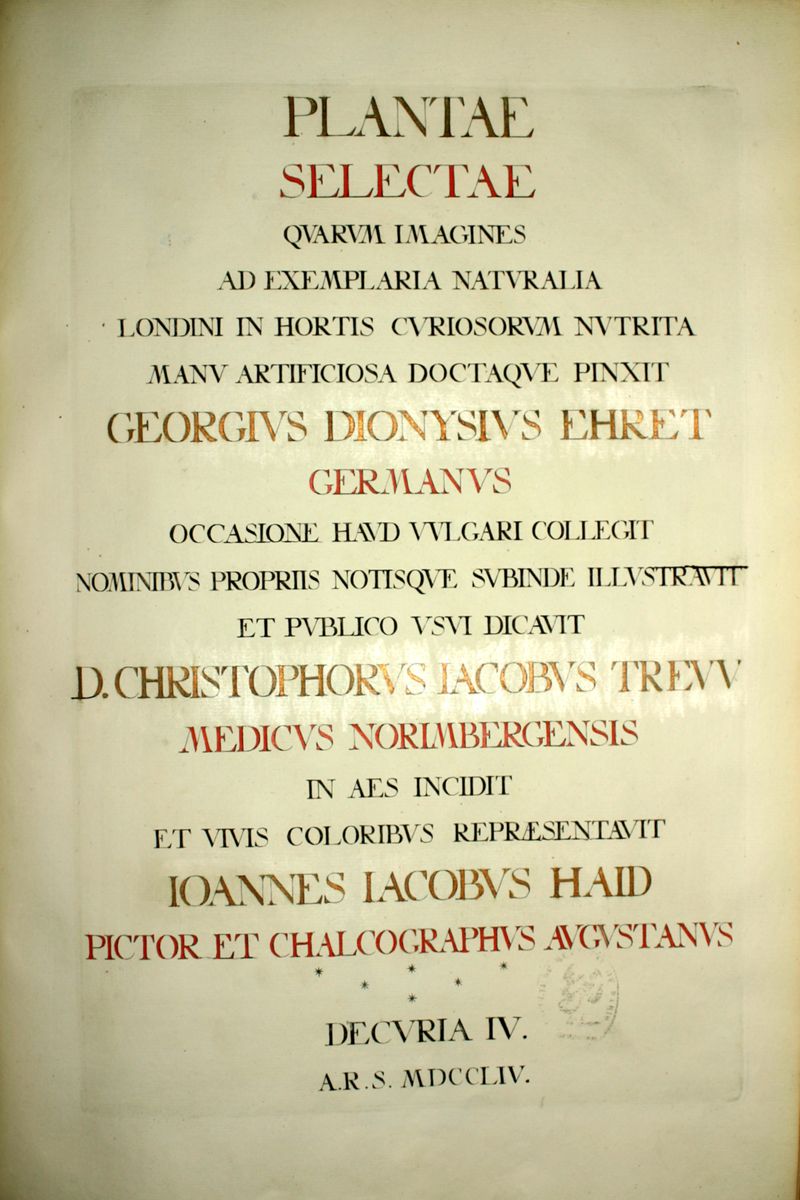 PLANTAE
SELECTAE
QVARVM IMAGINES
AD EXEMPLARIA NATVRALIA
LONDINI IN HORTIS CVRIOSORVM NVTRITA
MANV ARTIFICIOSA DOCTAQVE PINXIT
GEORGIVS DIONYSIVS EHRET
GERMANVS
OCCASIONE HAVD VVLGARI COLLEGIT
NOMINIBVS PROPRIIS NOTISQVE SVBINDE ILLVSTRAVIT
ET PVBLICO VSVI DICAVIT
D. CHRISTOPHORVS IACOBVS TREVV
MEDICVS NORIMBERGENSIS
IN AES INCIDIT
ET VIVIS COLORIBVS REPRÆSENTAVIT
IOANNES IACOBVS HAID
PICTOR ET CHALCOGRAPHVS AVGVSTANVS
* * *
* *
*
DECVRIA IV.
A.R.S. MDCCLIV.